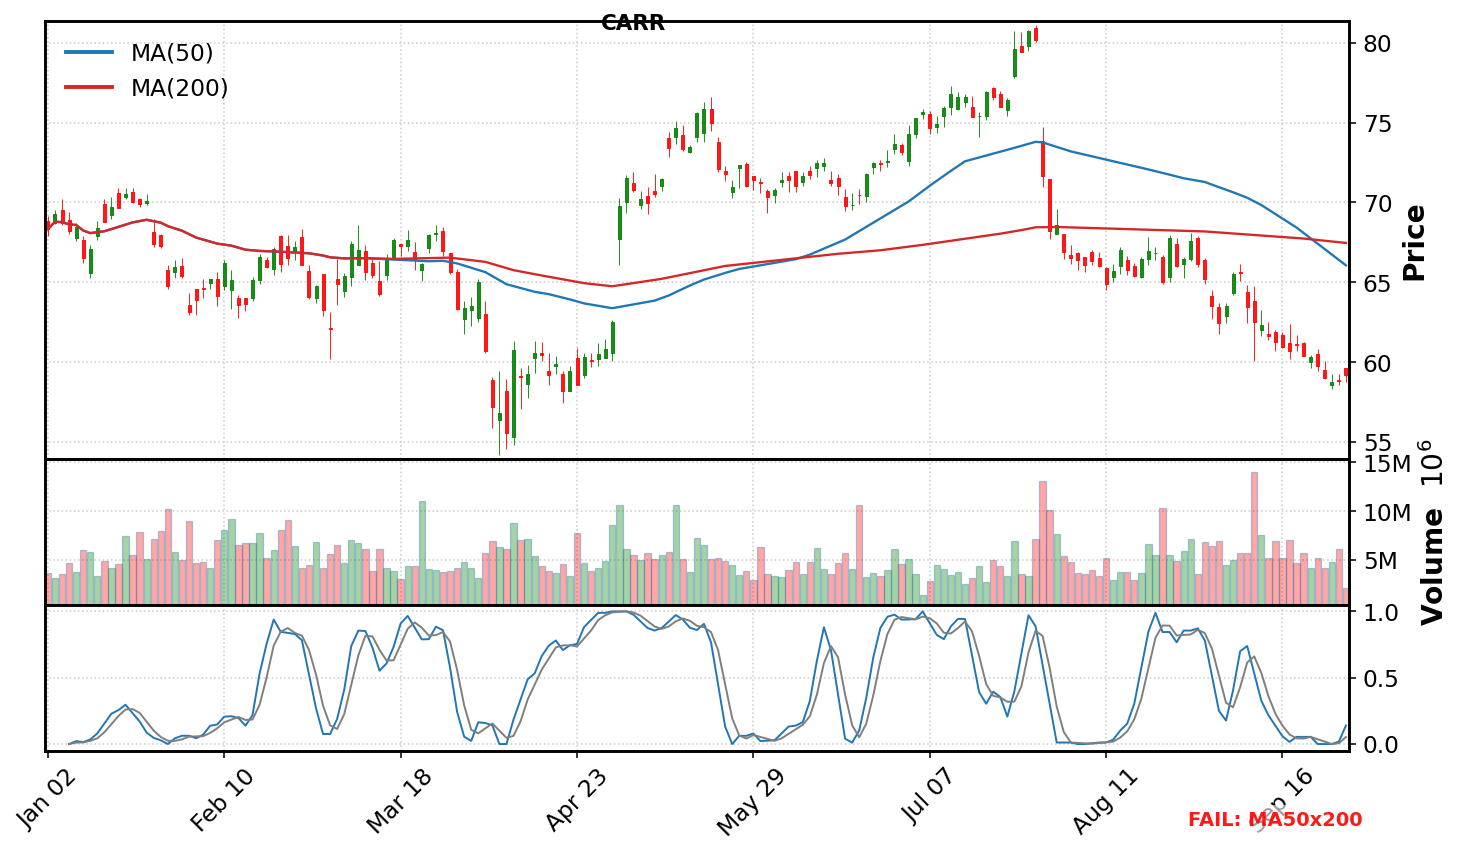 CARR
MA(50)
MA(200)
80
75
70
65
60
55
Price
15M
10M
5M
Volume 10⁶
1.0
0.5
0.0
Jan 02
Feb 10
Mar 18
Apr 23
May 29
Jul 07
Aug 11
Sep 16
FAIL: MA50x200